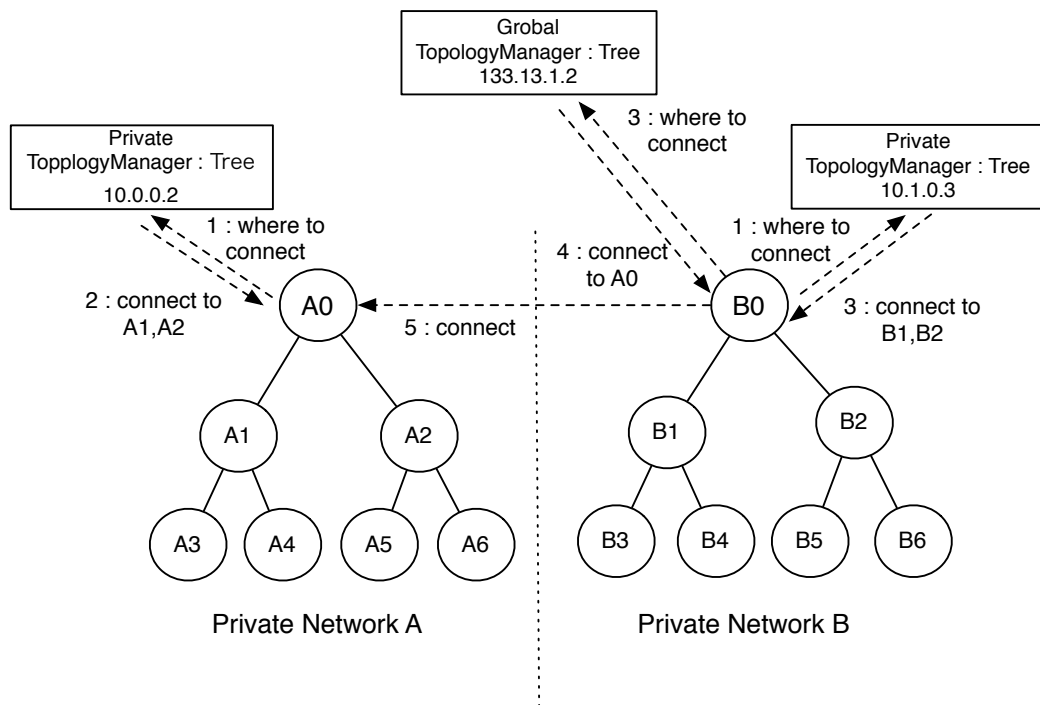 Grobal
TopologyManager : Tree
133.13.1.2
Private
TopplogyManager : Tree
10.0.0.2
Private
TopologyManager : Tree
10.1.0.3
3 : where to
connect
1 : where to
connect
1 : where to
connect
4 : connect
to A0
2 : connect to
A1,A2
5 : connect
3 : connect to
B1,B2
A0
B0
A1
A2
B1
B2
A3
A4
A5
A6
B3
B4
B5
B6
Private Network A
Private Network B